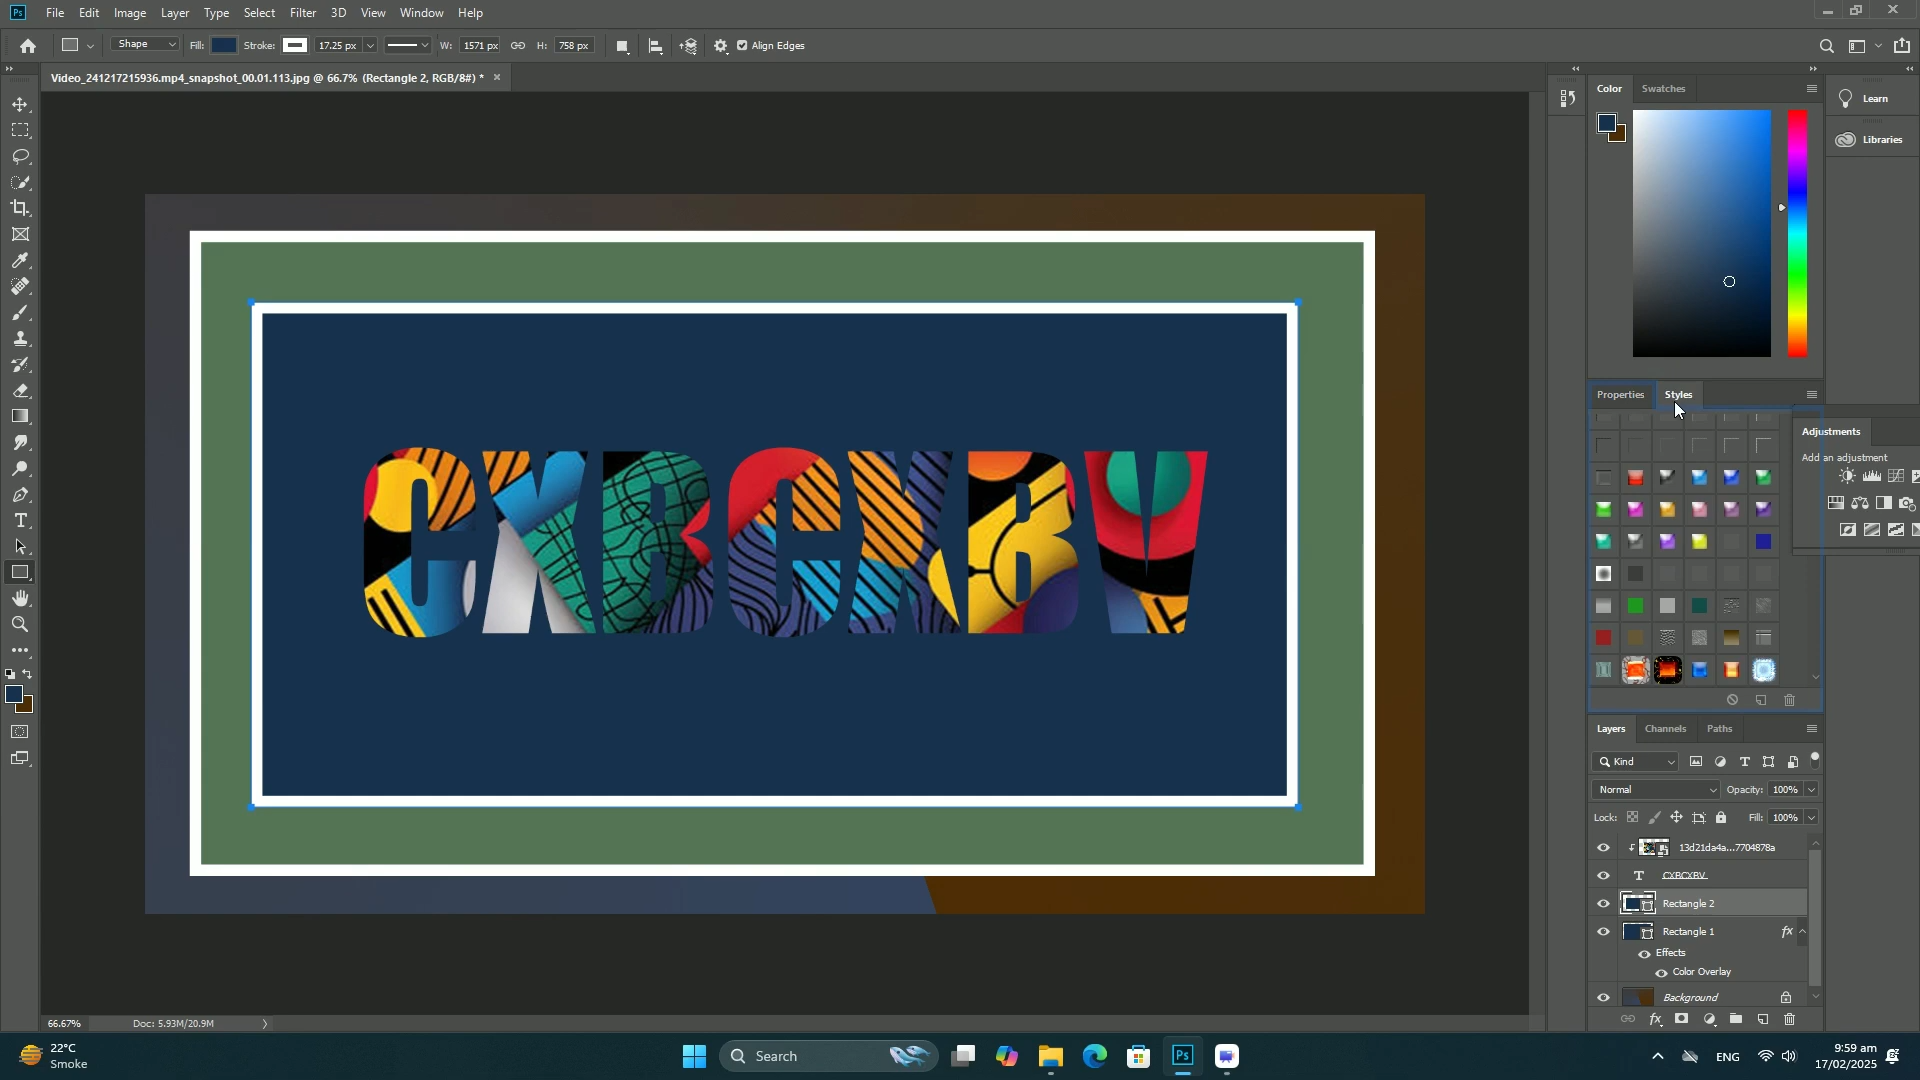 Ps File Edit Image Layer Type Select Filter 3D View Window Help
Shape Fill: Stroke: 17.25 px W: 1571 px H: 758 px Align Edges
Video_241217215936.mp4_snapshot_00.01.113.jpg @ 66.7% (Rectangle 2, RGB/8#) * ×
Color Swatches
Learn
Libraries
Properties Styles
Adjustments
Add an adjustment
CXBCXBV
Layers Channels Paths
Kind
Normal Opacity: 100%
Lock: Fill: 100%
13d21da4a...7704878a
T CXBCXBV
Rectangle 2
Rectangle 1 fx
Effects
Color Overlay
Background
66.67% Doc: 5.93M/20.9M
fx
22°C
Smoke
Search
Ps
ENG
9:59 am
17/02/2025